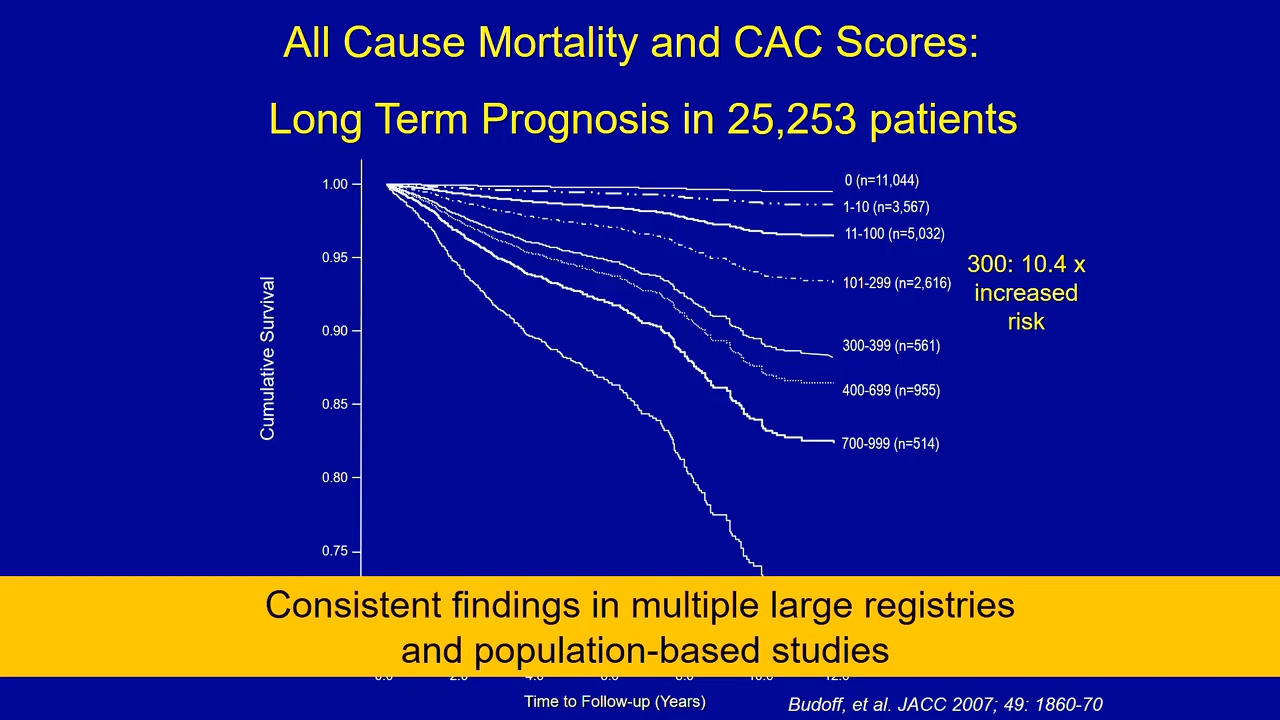 All Cause Mortality and CAC Scores:
Long Term Prognosis in 25,253 patients
1.00
0.95
0.90
0.85
0.80
0.75
Cumulative Survival
0 (n=11,044)
1-10 (n=3,567)
11-100 (n=5,032)
101-299 (n=2,616)
300-399 (n=561)
400-699 (n=955)
700-999 (n=514)
300: 10.4 x
increased
risk
Consistent findings in multiple large registries
and population-based studies
Time to Follow-up (Years)
Budoff, et al. JACC 2007; 49: 1860-70